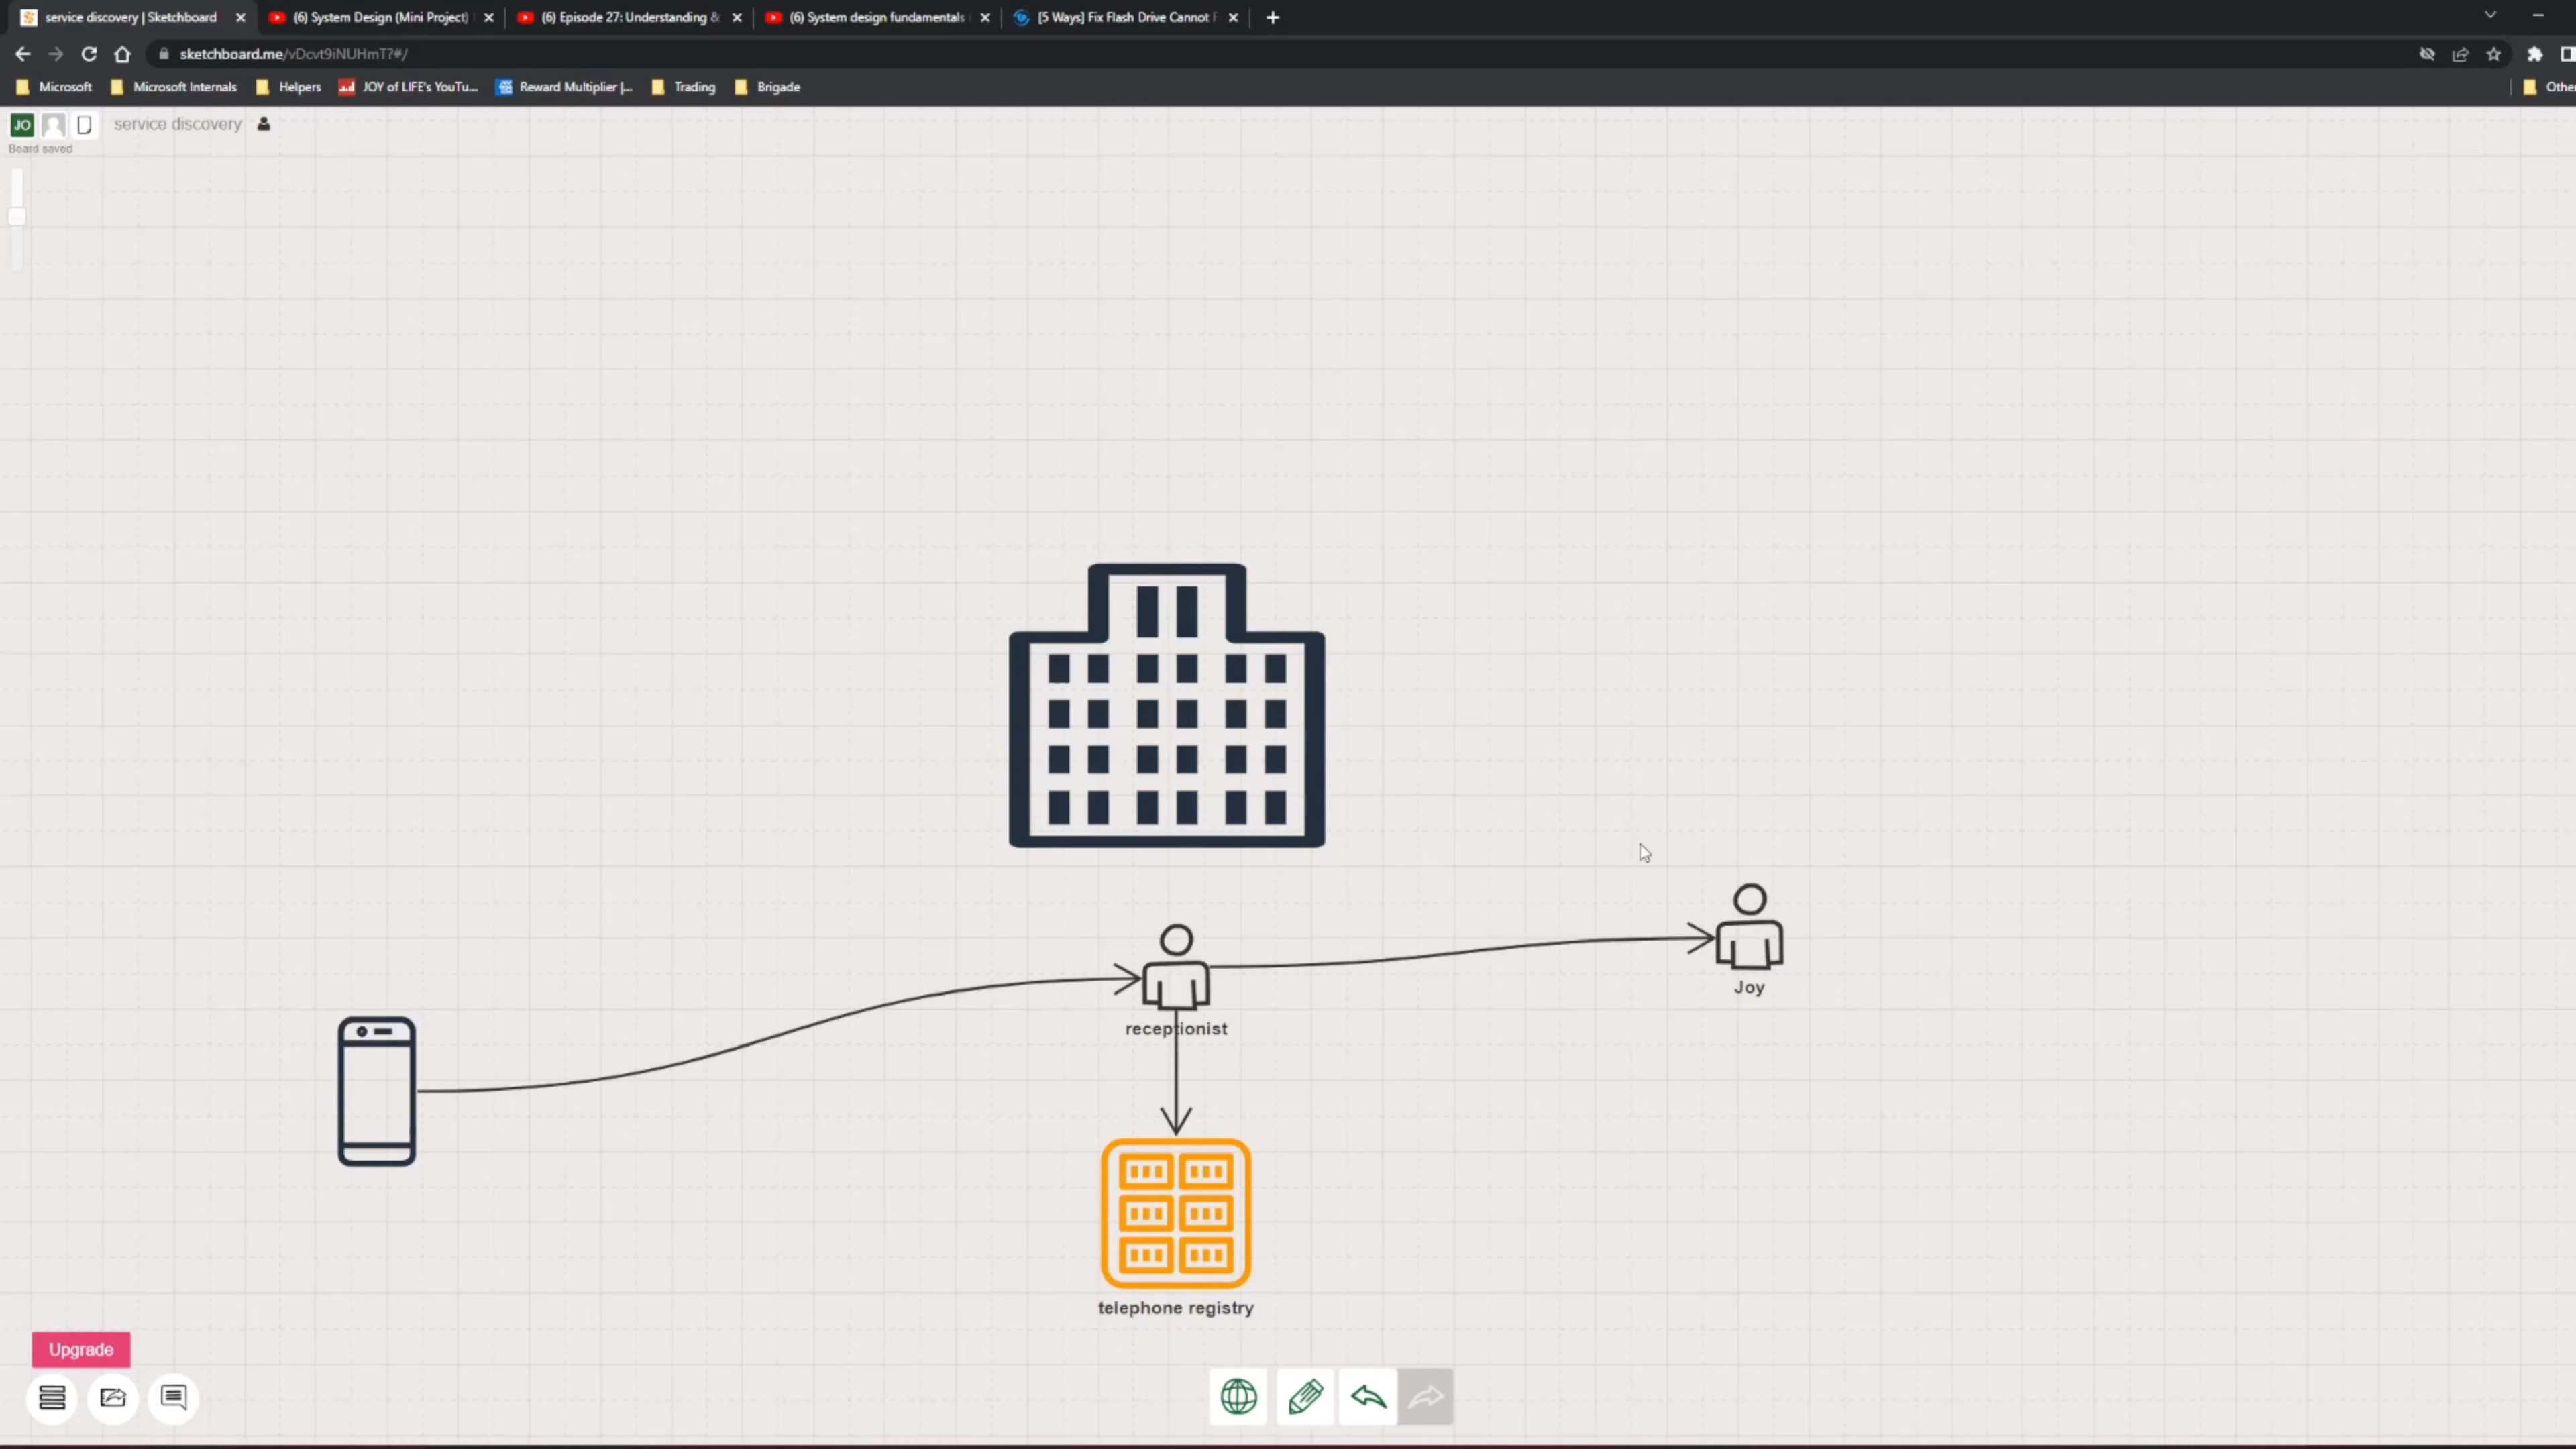 service discovery | Sketchboard
(6) System Design (Mini Project)
(6) Episode 27: Understanding &
(6) System design fundamentals
[5 Ways] Fix Flash Drive Cannot F
sketchboard.me/vDcvt9iNUHmT?#/
Microsoft
Microsoft Internals
Helpers
JOY of LIFE's YouTu...
Reward Multiplier |...
Trading
Brigade
Other
JO
service discovery
Board saved
Joy
receptionist
telephone registry
Upgrade